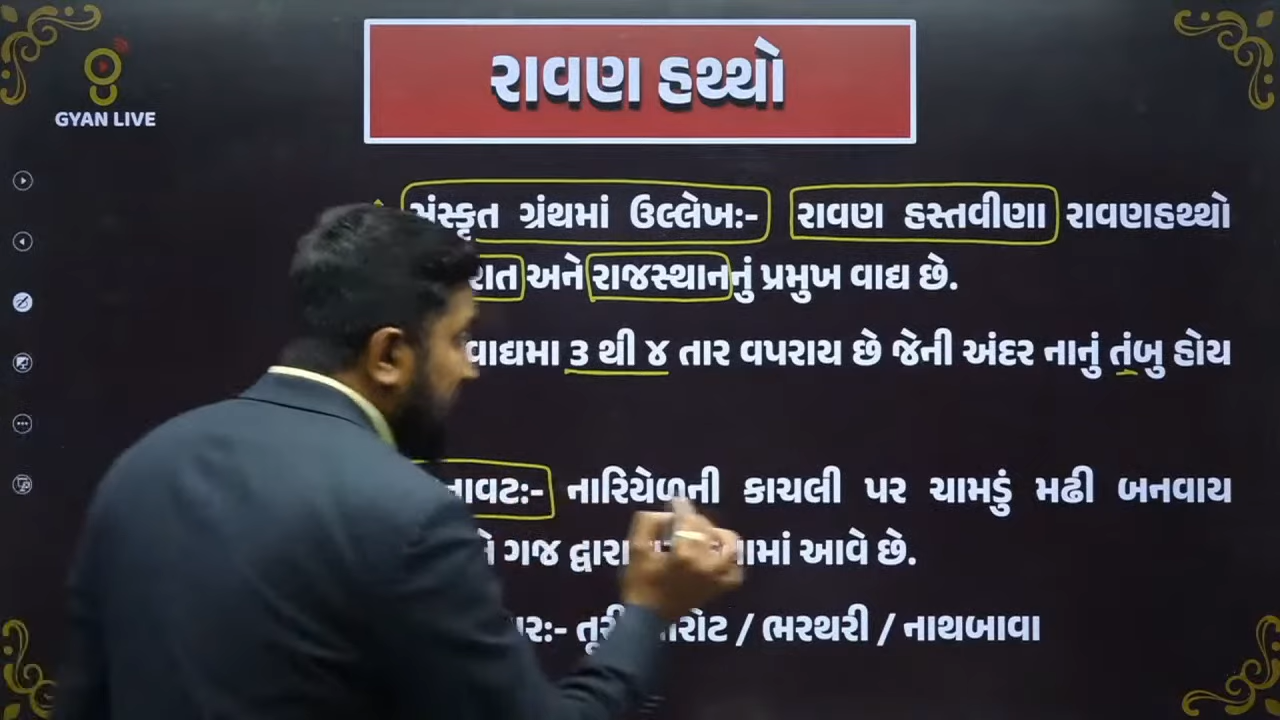 રાવણ હથ્થો
GYAN LIVE
સંસ્કૃત ગ્રંથમાં ઉલ્લેખ:- રાવણ હસ્તવીણા રાવણહથ્થો
અને રાજસ્થાનનું પ્રમુખ વાદ્ય છે.
વાદ્યમા ૩ થી ૪ તાર વપરાય છે જેની અંદર નાનું તુંબુ હોય
નારિયેળની કાચલી પર ચામડું મઢી બનવાય
ગજ દ્વારા આવે છે.
ભરથરી / નાથબાવા